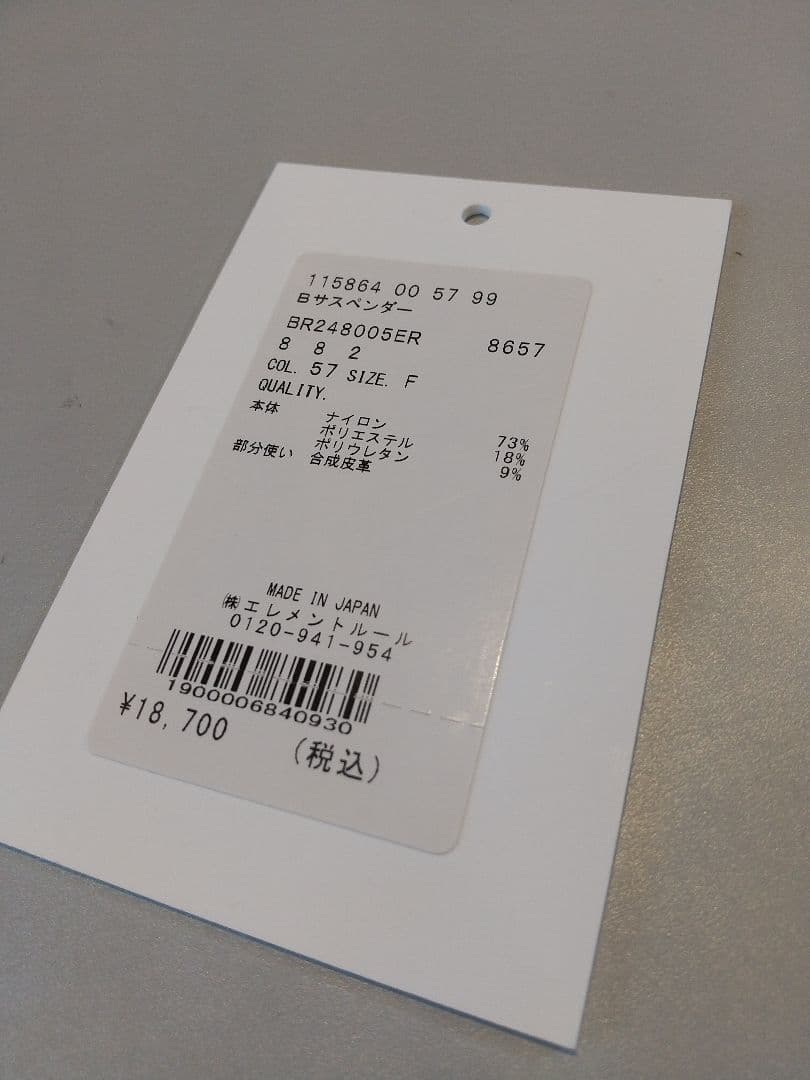 115864 00 57 99
Bサスペンダー
BR248005ER 8657
8 8 2
COL. 57 SIZE. F
QUALITY.
本体 ナイロン 73%
ポリエステル 18%
ポリウレタン 9%
部分使い 合成皮革
MADE IN JAPAN
㈱エレメントルール
0120-941-954
1900006840930
¥18,700
(税込)